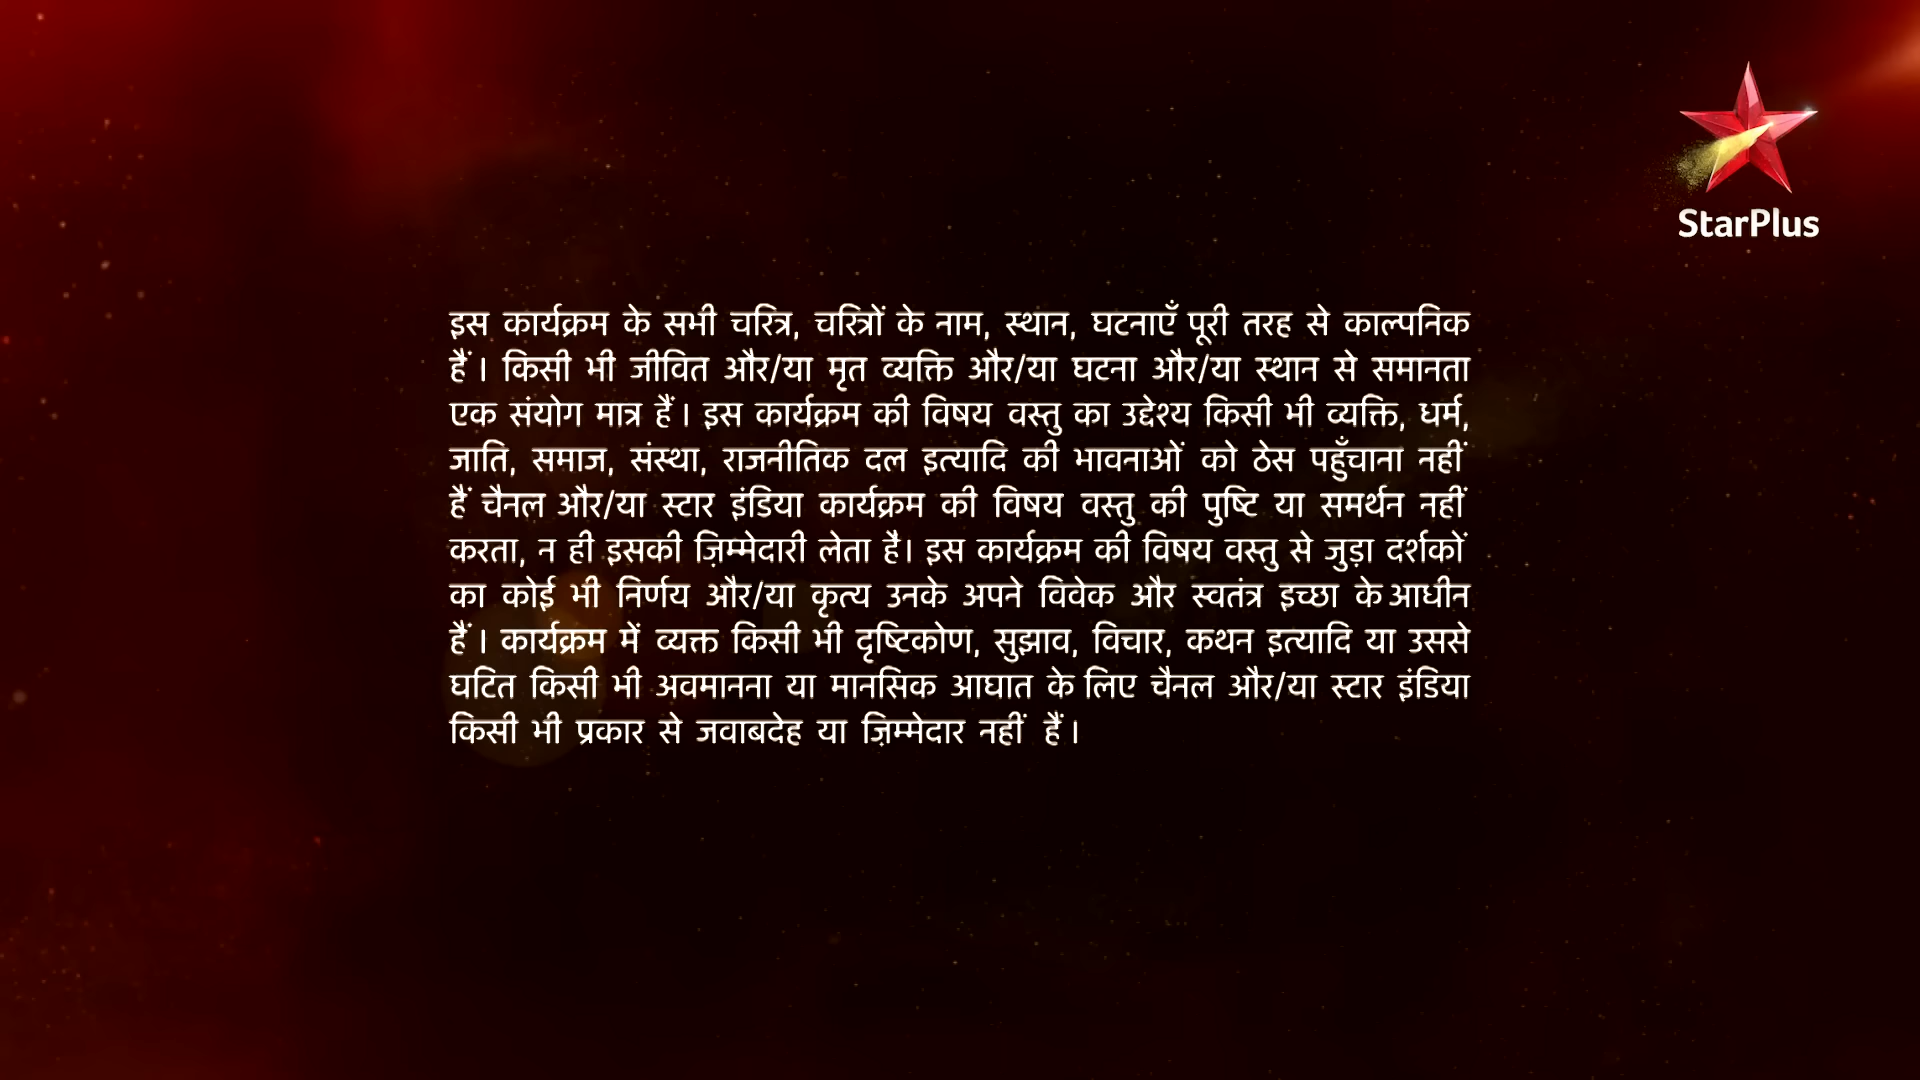 StarPlus
इस कार्यक्रम के सभी चरित्र, चरित्रों के नाम, स्थान, घटनाएँ पूरी तरह से काल्पनिक
हैं । किसी भी जीवित और/या मृत व्यक्ति और/या घटना और/या स्थान से समानता
एक संयोग मात्र हैं । इस कार्यक्रम की विषय वस्तु का उद्देश्य किसी भी व्यक्ति, धर्म,
जाति, समाज, संस्था, राजनीतिक दल इत्यादि की भावनाओं को ठेस पहुँचाना नहीं
हैं चैनल और/या स्टार इंडिया कार्यक्रम की विषय वस्तु की पुष्टि या समर्थन नहीं
करता, न ही इसकी ज़िम्मेदारी लेता है। इस कार्यक्रम की विषय वस्तु से जुड़ा दर्शकों
का कोई भी निर्णय और/या कृत्य उनके अपने विवेक और स्वतंत्र इच्छा के आधीन
हैं । कार्यक्रम में व्यक्त किसी भी दृष्टिकोण, सुझाव, विचार, कथन इत्यादि या उससे
घटित किसी भी अवमानना या मानसिक आघात के लिए चैनल और/या स्टार इंडिया
किसी भी प्रकार से जवाबदेह या ज़िम्मेदार नहीं हैं ।